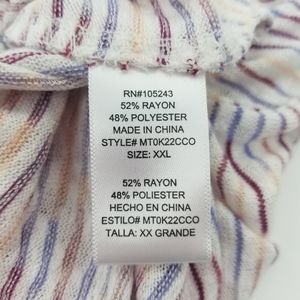 RN#105243
52% RAYON
48% POLYESTER
MADE IN CHINA
STYLE# MT0K22CCO
SIZE: XXL
52% RAYON
48% POLIESTER
HECHO EN CHINA
ESTILO# MT0K22CCO
TALLA: XX GRANDE